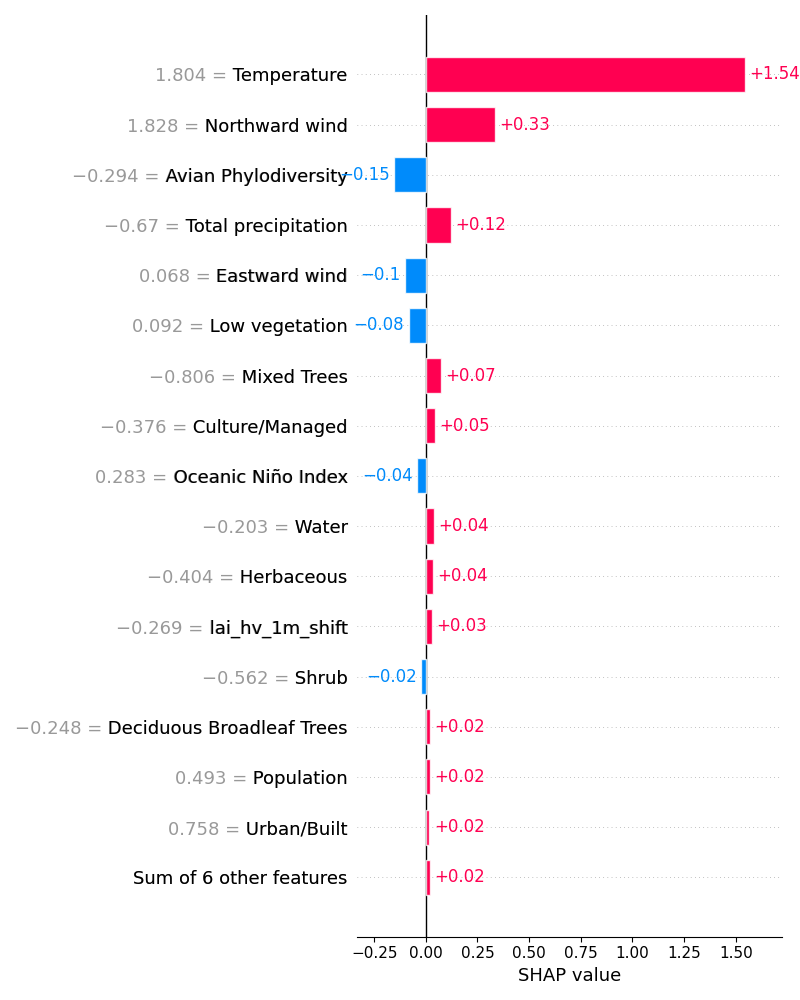 1.804 = Temperature +1.54
1.828 = Northward wind +0.33
−0.294 = Avian Phylodiversity −0.15
−0.67 = Total precipitation +0.12
0.068 = Eastward wind −0.1
0.092 = Low vegetation −0.08
−0.806 = Mixed Trees +0.07
−0.376 = Culture/Managed +0.05
0.283 = Oceanic Niño Index −0.04
−0.203 = Water +0.04
−0.404 = Herbaceous +0.04
−0.269 = lai_hv_1m_shift +0.03
−0.562 = Shrub −0.02
−0.248 = Deciduous Broadleaf Trees +0.02
0.493 = Population +0.02
0.758 = Urban/Built +0.02
Sum of 6 other features +0.02
−0.25 0.00 0.25 0.50 0.75 1.00 1.25 1.50
SHAP value